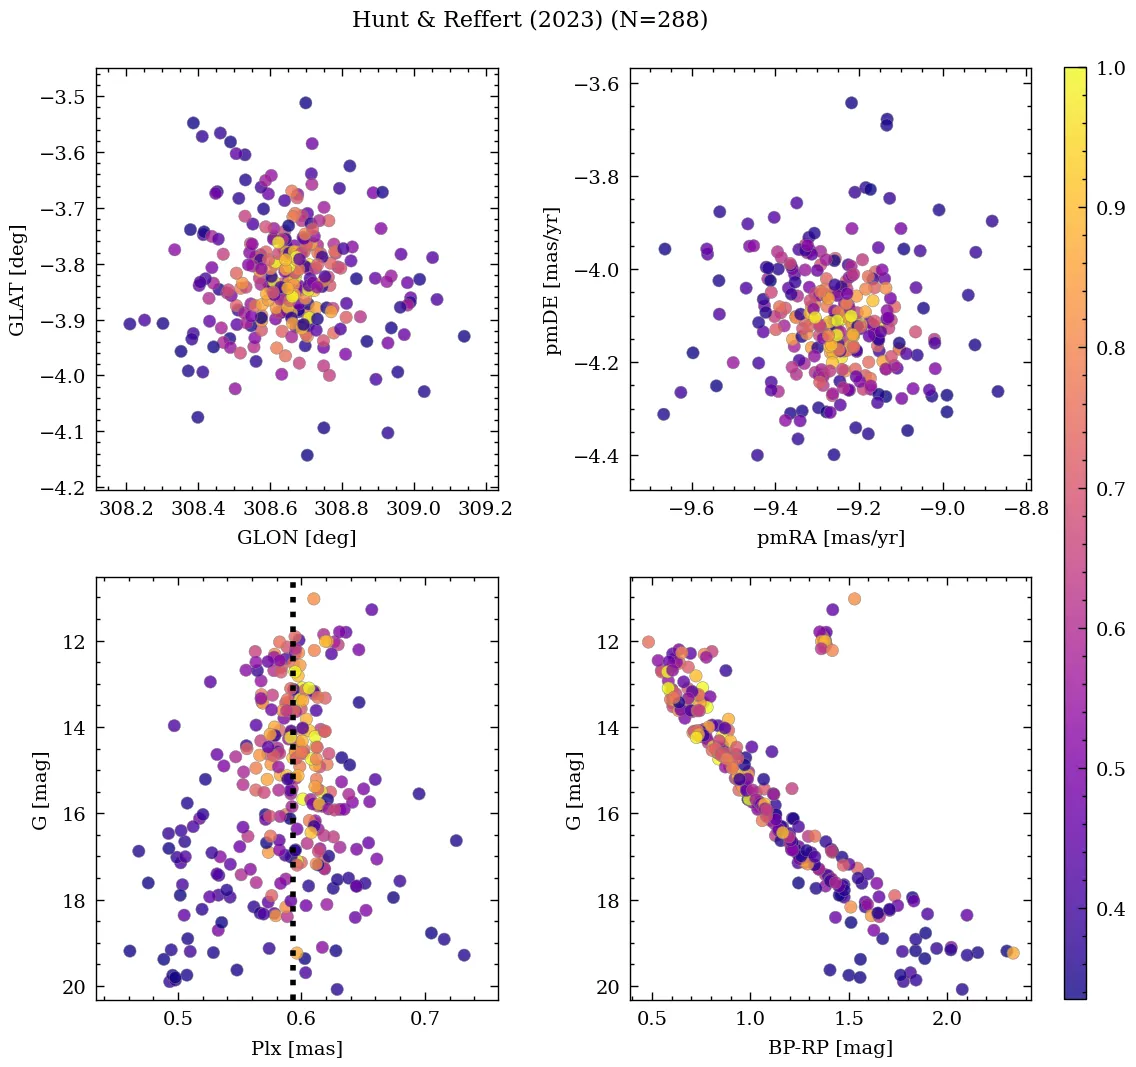 Hunt & Reffert (2023) (N=288)
−3.5
−3.6
−3.7
−3.8
−3.9
−4.0
−4.1
−4.2
GLAT [deg]
308.2 308.4 308.6 308.8 309.0 309.2
GLON [deg]
−3.6
−3.8
−4.0
−4.2
−4.4
pmDE [mas/yr]
−9.6 −9.4 −9.2 −9.0 −8.8
pmRA [mas/yr]
12
14
16
18
20
G [mag]
0.5 0.6 0.7
Plx [mas]
12
14
16
18
20
G [mag]
0.5 1.0 1.5 2.0
BP-RP [mag]
1.0
0.9
0.8
0.7
0.6
0.5
0.4